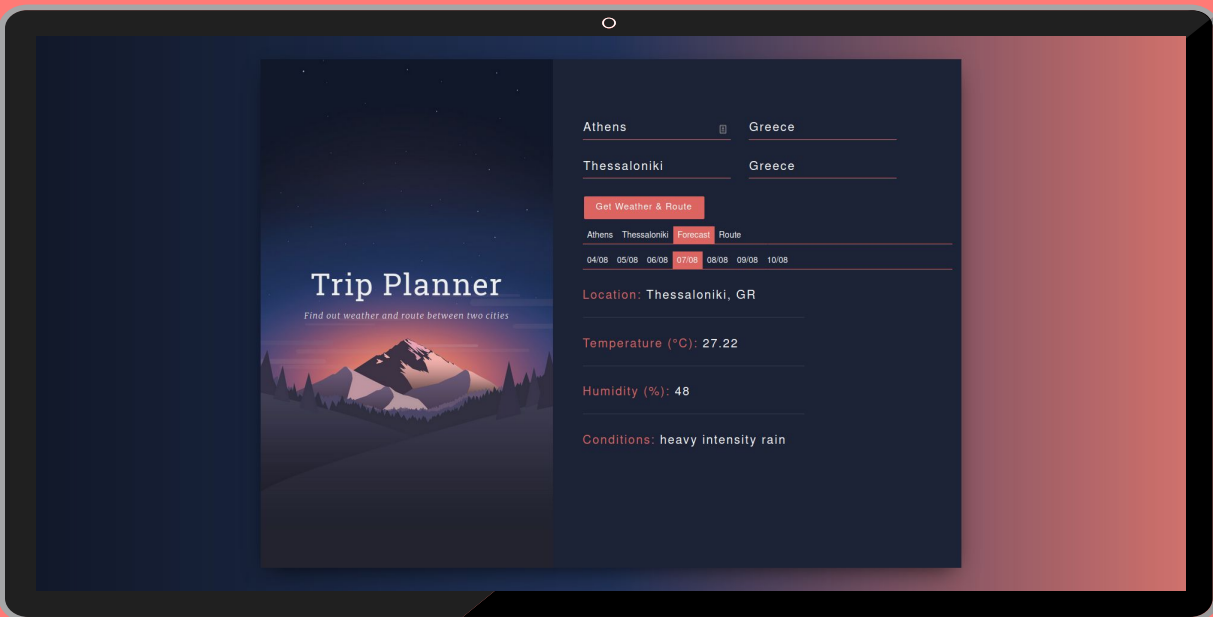 Trip Planner
Find out weather and route between two cities
Athens Greece
Thessaloniki Greece
Get Weather & Route
Athens Thessaloniki Forecast Route
04/08 05/08 06/08 07/08 08/08 09/08 10/08
Location: Thessaloniki, GR
Temperature (°C): 27.22
Humidity (%): 48
Conditions: heavy intensity rain